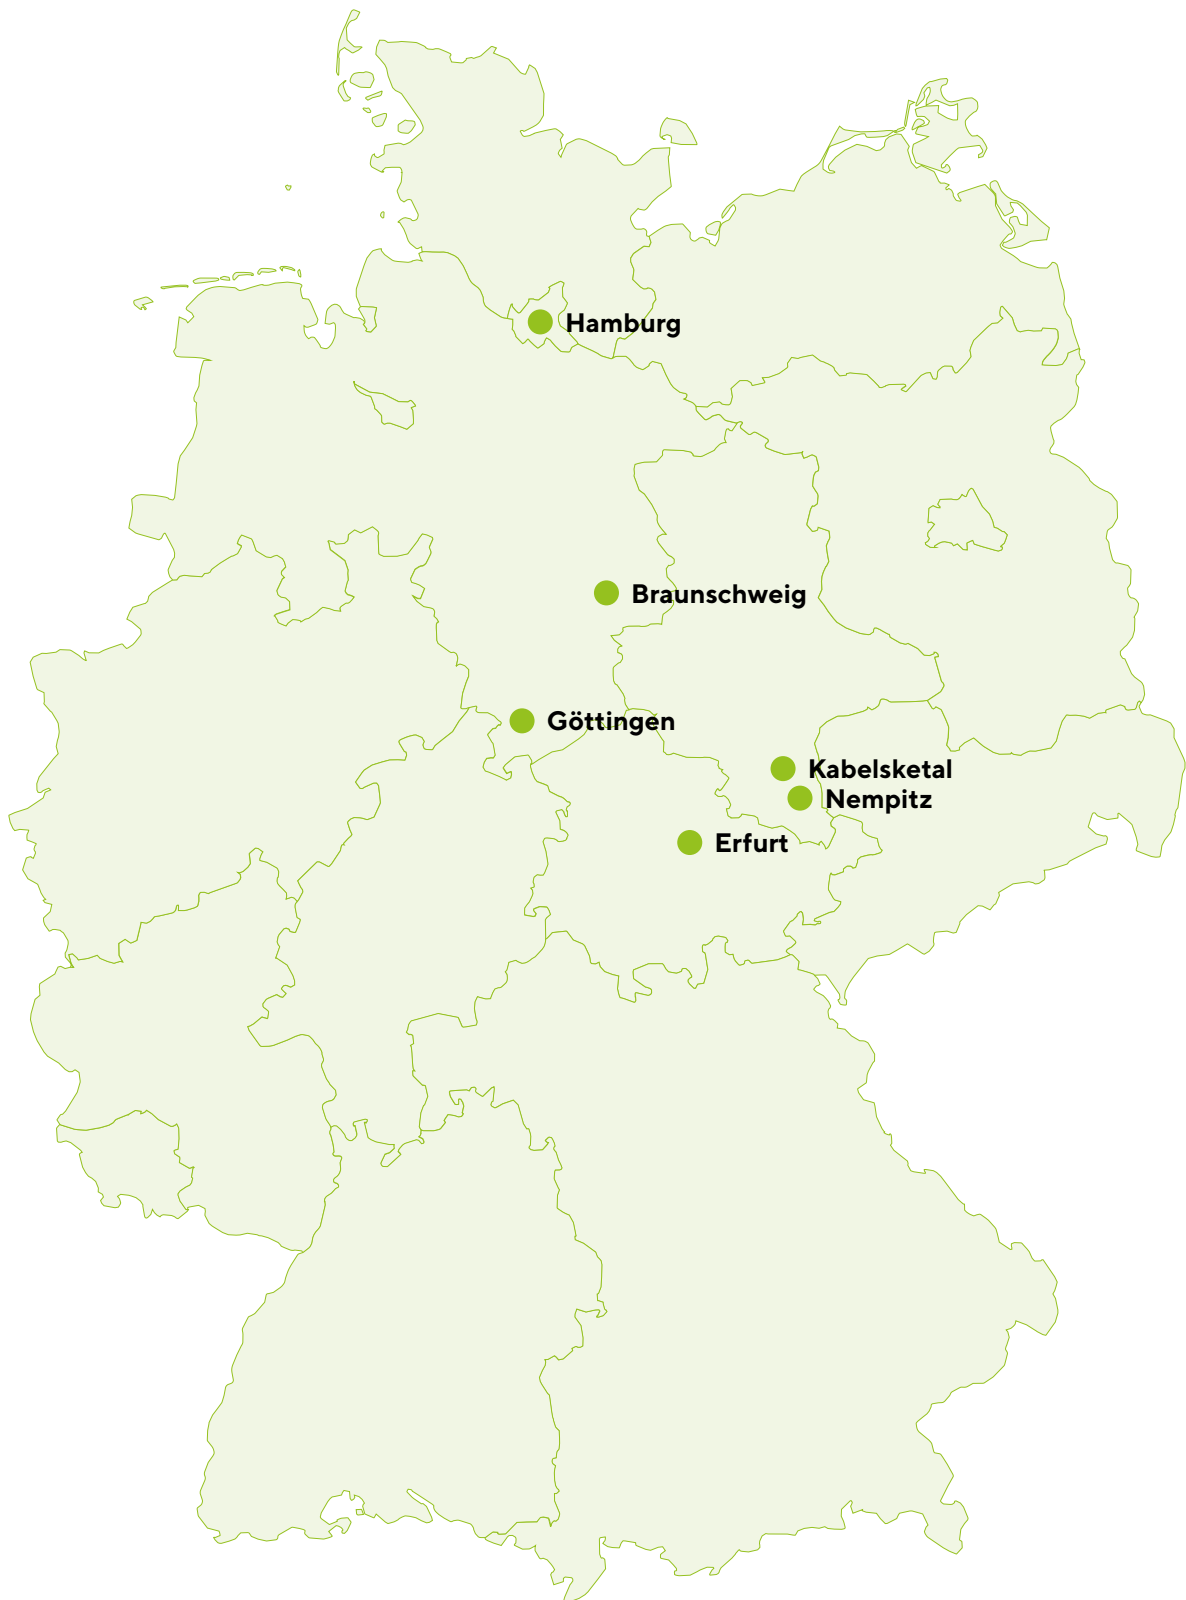 Hamburg
Braunschweig
Göttingen
Kabelsketal
Nempitz
Erfurt